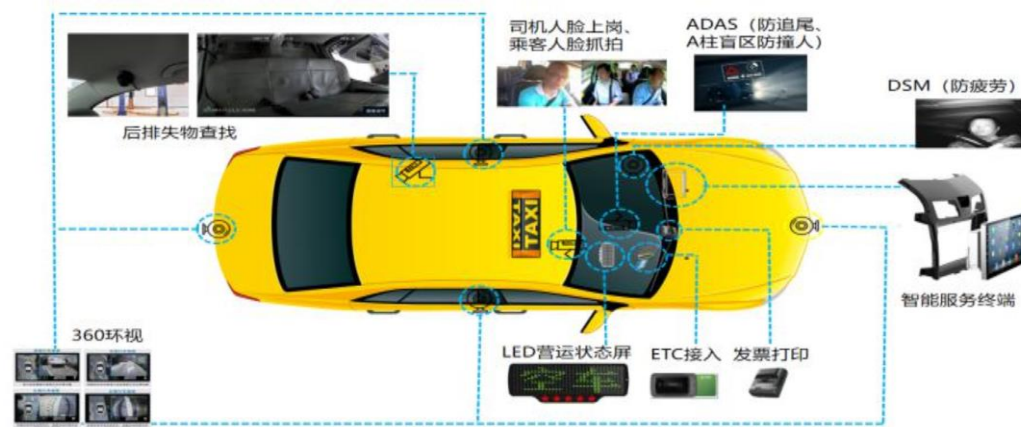 司机人脸上岗、
乘客人脸抓拍
ADAS（防追尾、
A柱盲区防撞人）
DSM（防疲劳）
后排失物查找
TAXI
TAXI
智能服务终端
360环视
LED营运状态屏
ETC接入
发票打印
空车